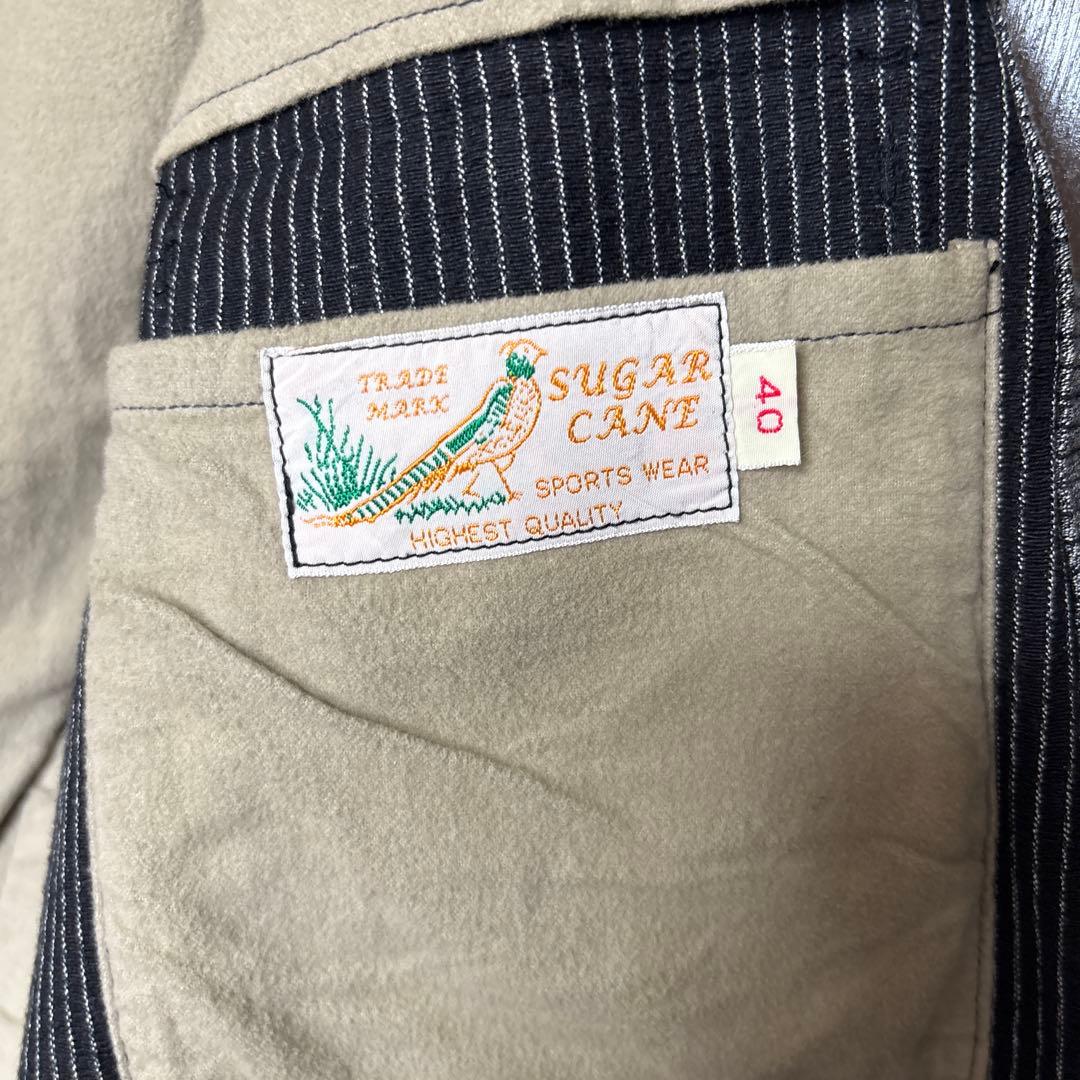 TRADE
MARK
SUGAR
CANE
SPORTS WEAR
HIGHEST QUALITY
40